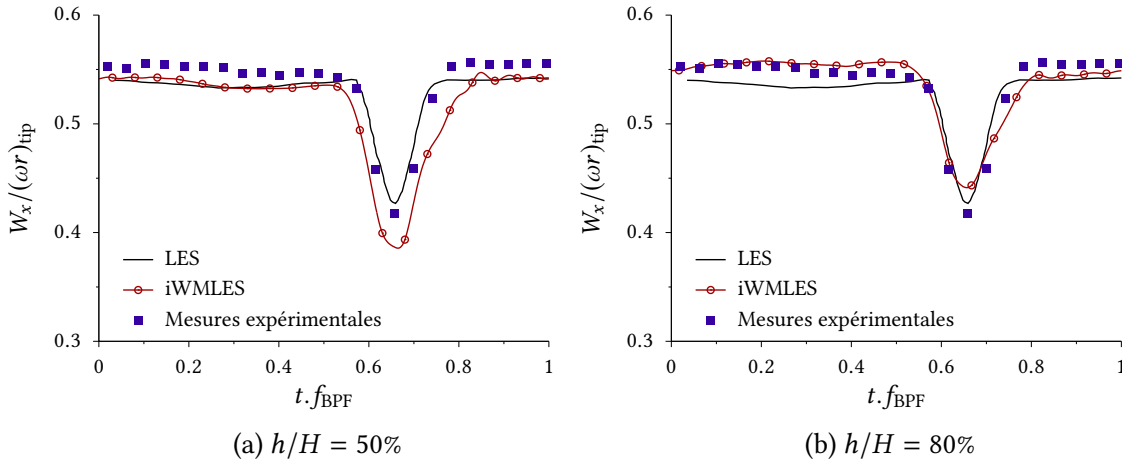 0.6
0.5
0.4
0.3
W_x/(ωr)_tip
LES
iWMLES
Mesures expérimentales
0 0.2 0.4 0.6 0.8 1
t.f_BPF
(a) h/H = 50%
0.6
0.5
0.4
0.3
W_x/(ωr)_tip
LES
iWMLES
Mesures expérimentales
0 0.2 0.4 0.6 0.8 1
t.f_BPF
(b) h/H = 80%